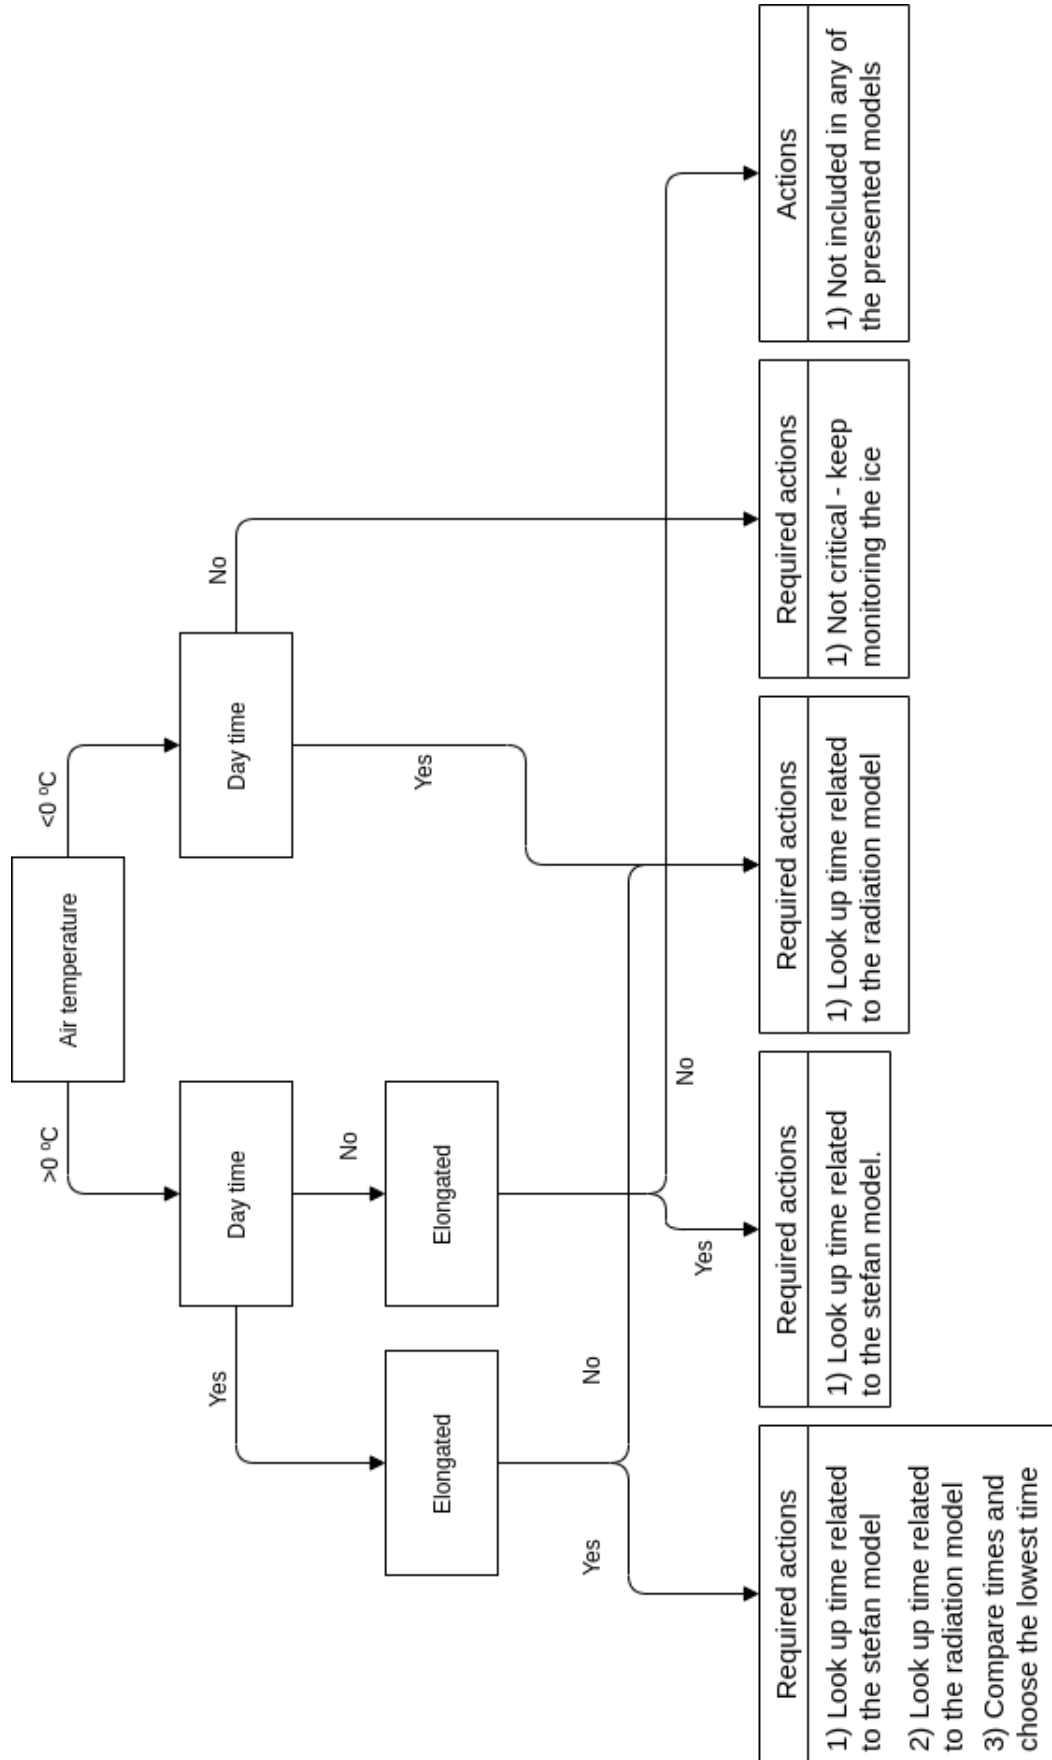 Air temperature
>0 ºC
<0 ºC
Day time
Day time
Yes
No
Yes
No
Elongated
Elongated
Yes
No
Yes
No
Required actions
1) Look up time related
to the stefan model
2) Look up time related
to the radiation model
3) Compare times and
choose the lowest time
Required actions
1) Look up time related
to the stefan model.
Required actions
1) Look up time related
to the radiation model
Required actions
1) Not critical - keep
monitoring the ice
Actions
1) Not included in any of
the presented models